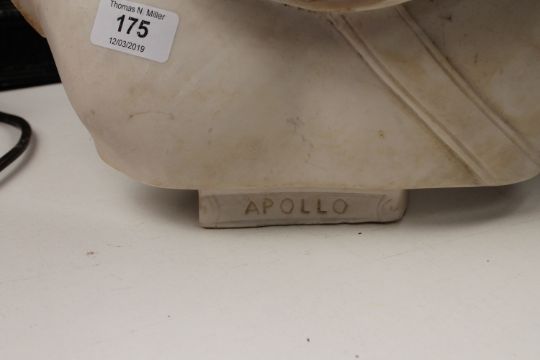 Thomas N Miller
175
12/03/2019
APOLLO